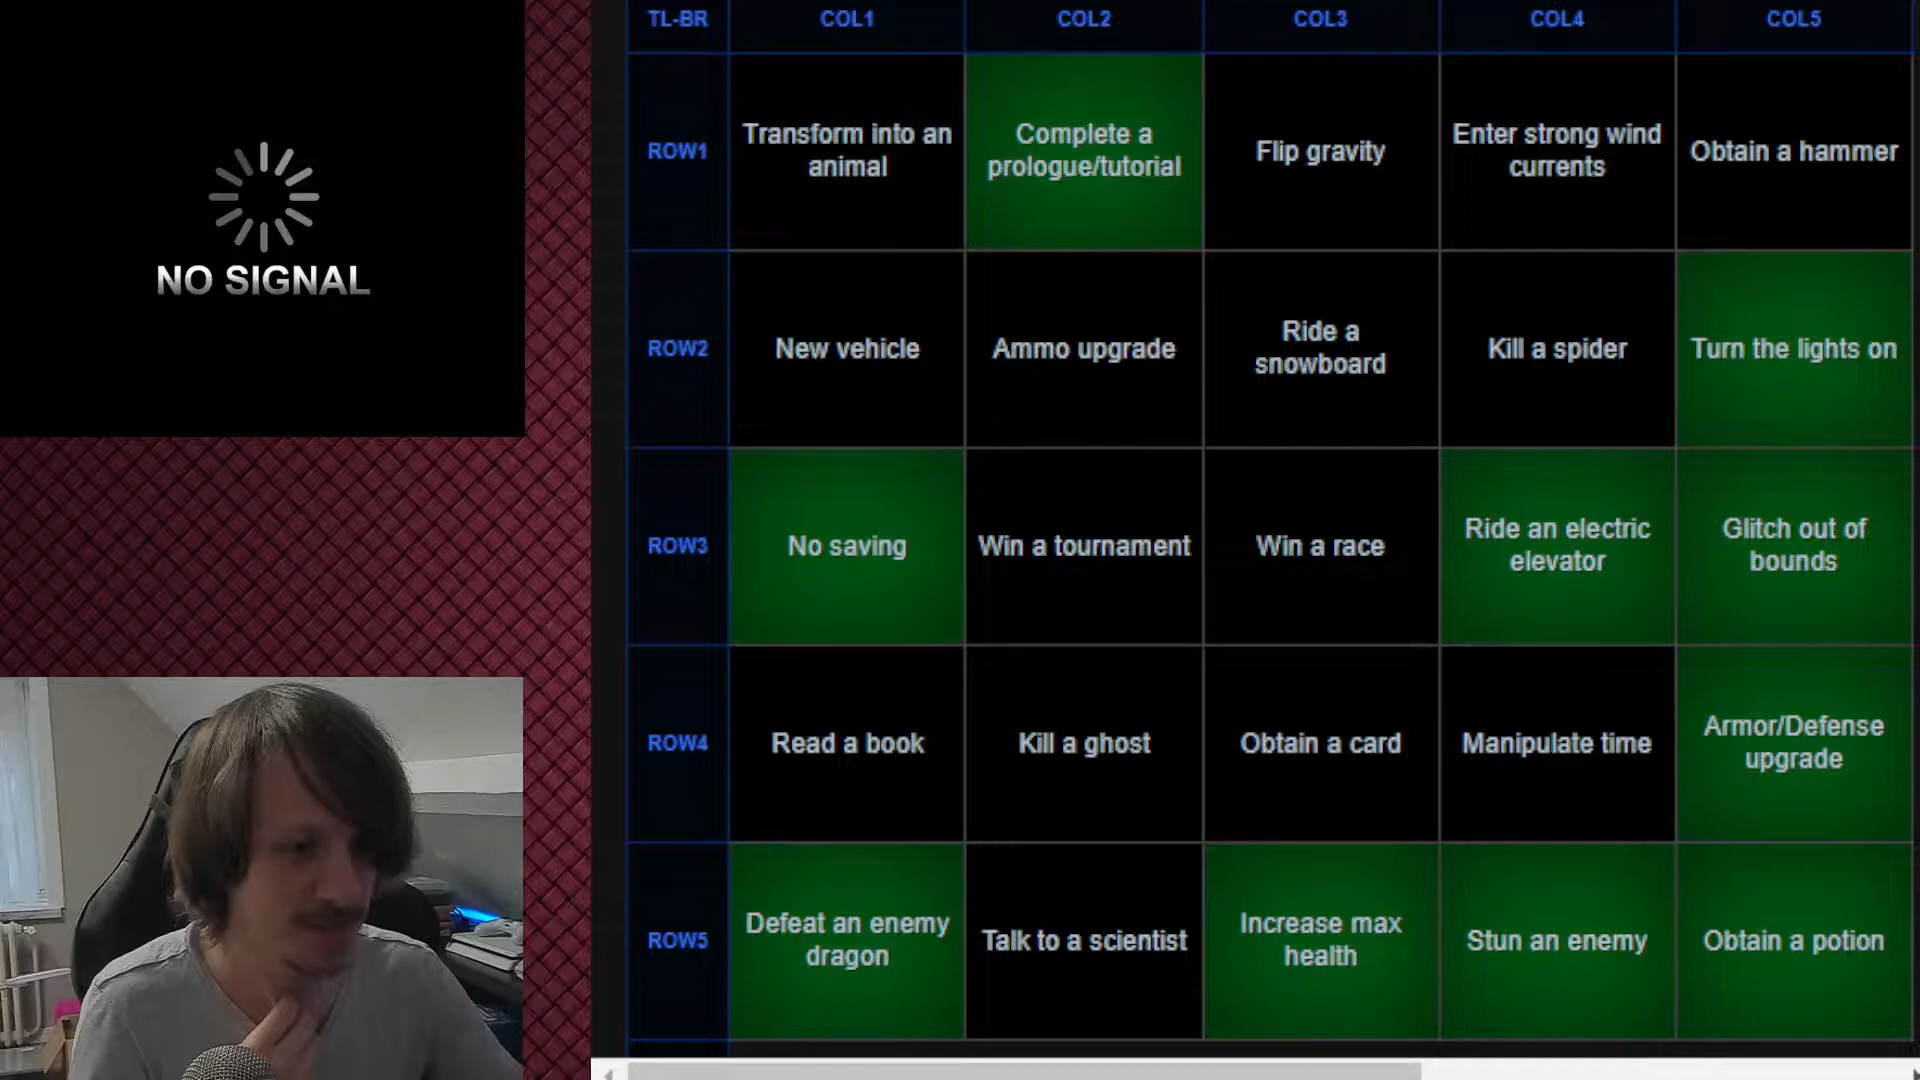 NO SIGNAL
TL-BR COL1 COL2 COL3 COL4 COL5
ROW1
Transform into an
animal
Complete a
prologue/tutorial
Flip gravity
Enter strong wind
currents
Obtain a hammer
ROW2
New vehicle
Ammo upgrade
Ride a
snowboard
Kill a spider
Turn the lights on
ROW3
No saving
Win a tournament
Win a race
Ride an electric
elevator
Glitch out of
bounds
ROW4
Read a book
Kill a ghost
Obtain a card
Manipulate time
Armor/Defense
upgrade
ROW5
Defeat an enemy
dragon
Talk to a scientist
Increase max
health
Stun an enemy
Obtain a potion